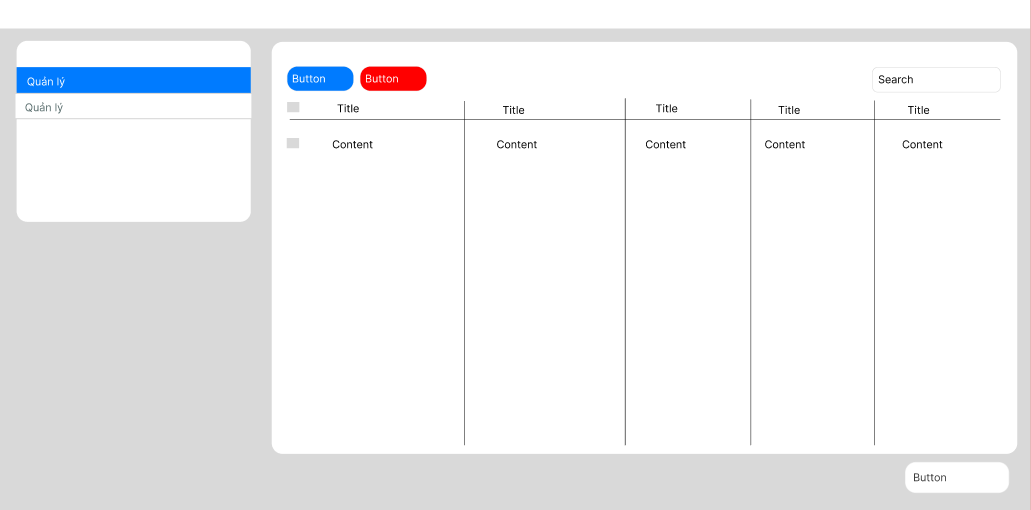 Quản lý
Quản lý
Button Button Search
Title Title Title Title Title
Content Content Content Content Content
Button